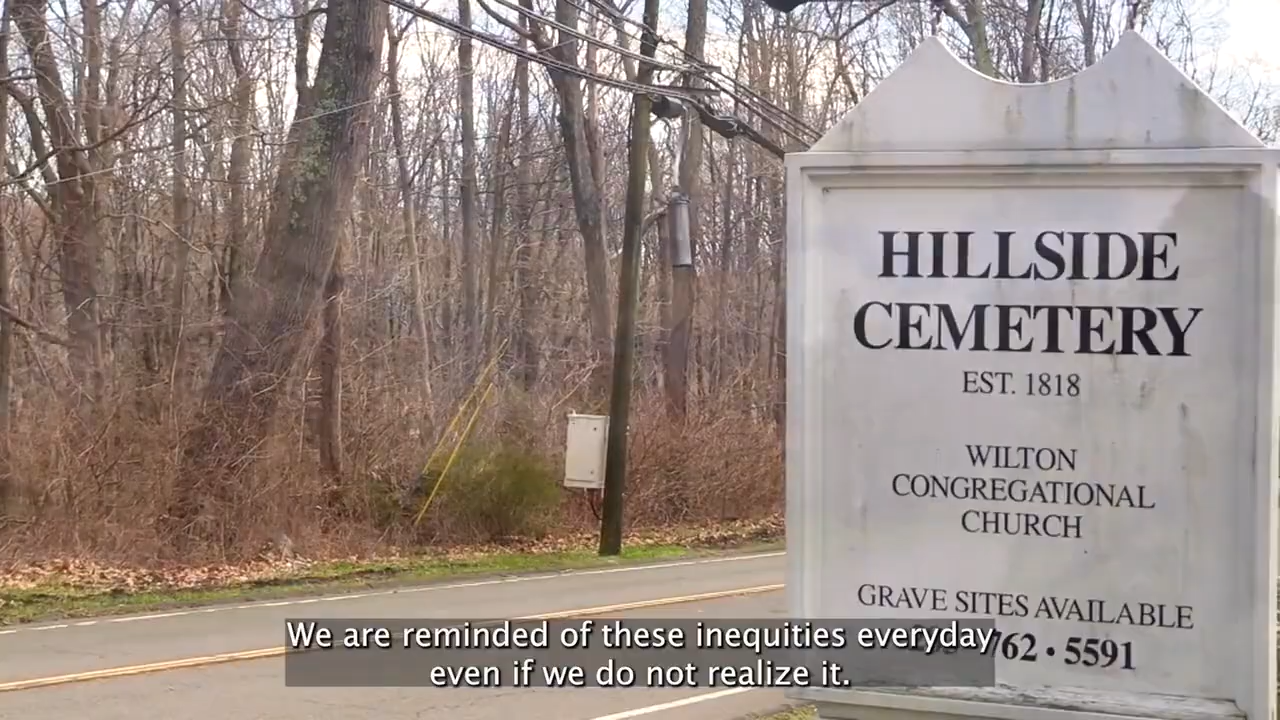 HILLSIDE
CEMETERY
EST. 1818
WILTON
CONGREGATIONAL
CHURCH
GRAVE SITES AVAILABLE
762 • 5591
We are reminded of these inequities everyday
even if we do not realize it.